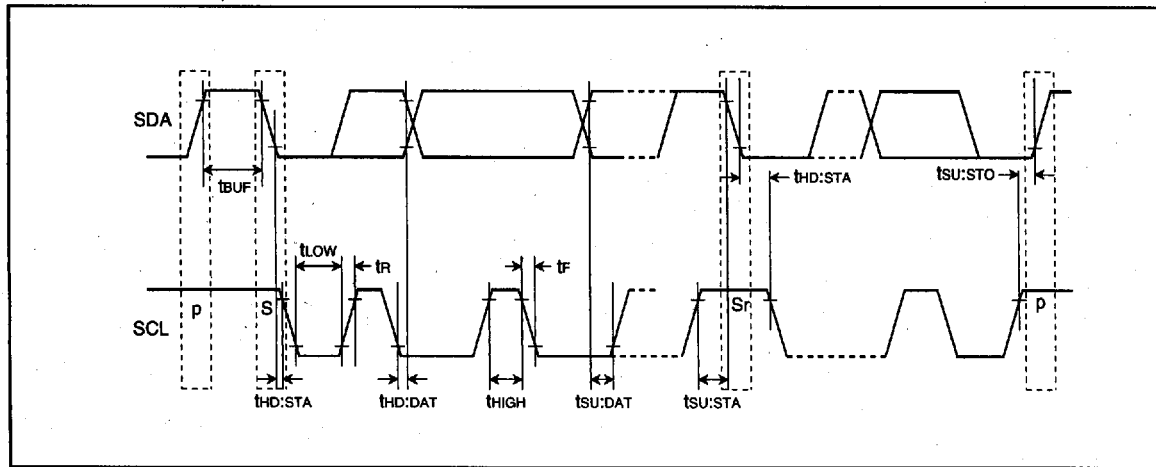 SDA
tBUF
tHD:STA
tSU:STO
tLOW
tR
tF
p
S
Sr
p
SCL
tHD:STA
tHD:DAT
tHIGH
tSU:DAT
tSU:STA